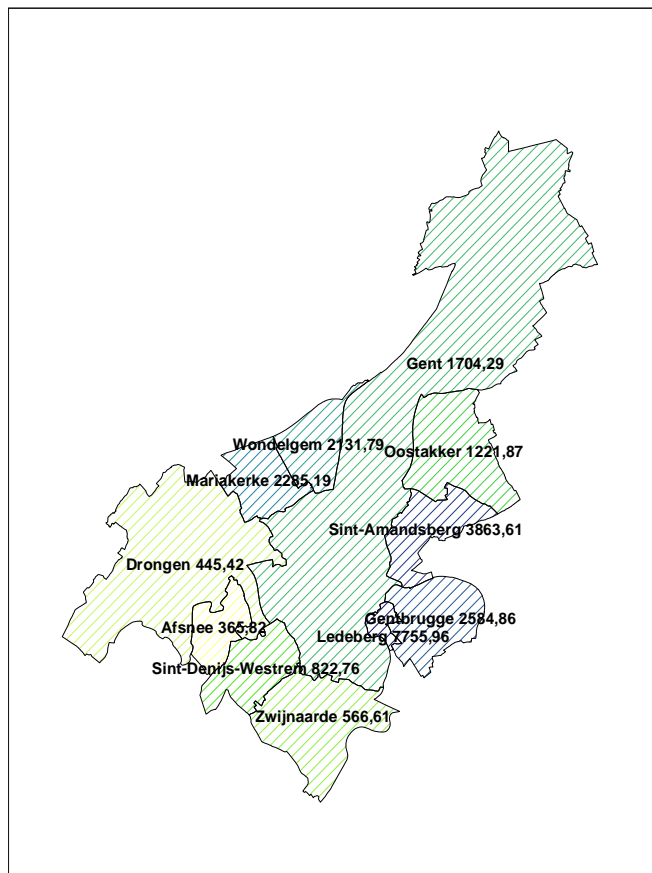 Gent 1704,29
Wondelgem 2131,79
Oostakker 1221,87
Mariakerke 2285,19
Sint-Amandsberg 3863,61
Drongen 445,42
Gentbrugge 2584,86
Afsnee 365,82
Ledeberg 7755,96
Sint-Denijs-Westrem 822,76
Zwijnaarde 566,61